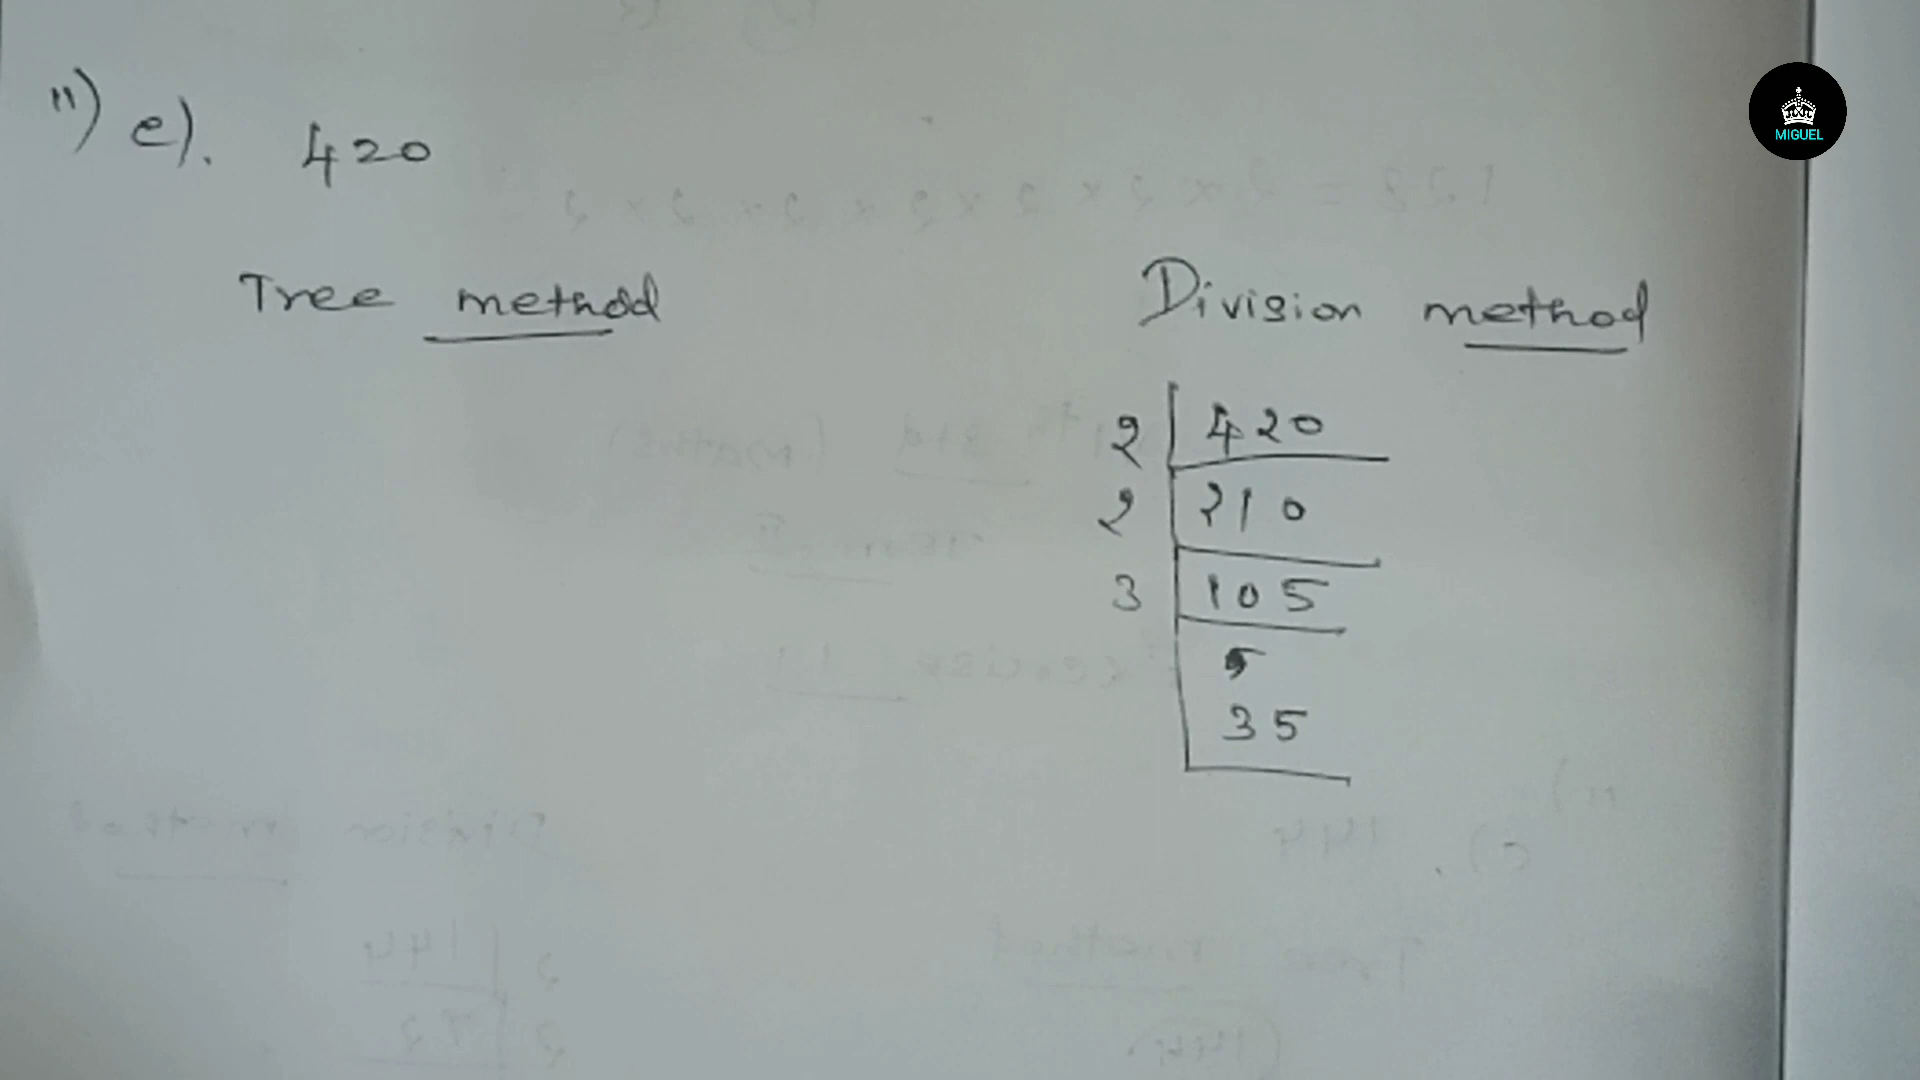 11) e). 420
MIGUEL
Tree method
Division method
2 | 420
2 | 210
3 | 105
35